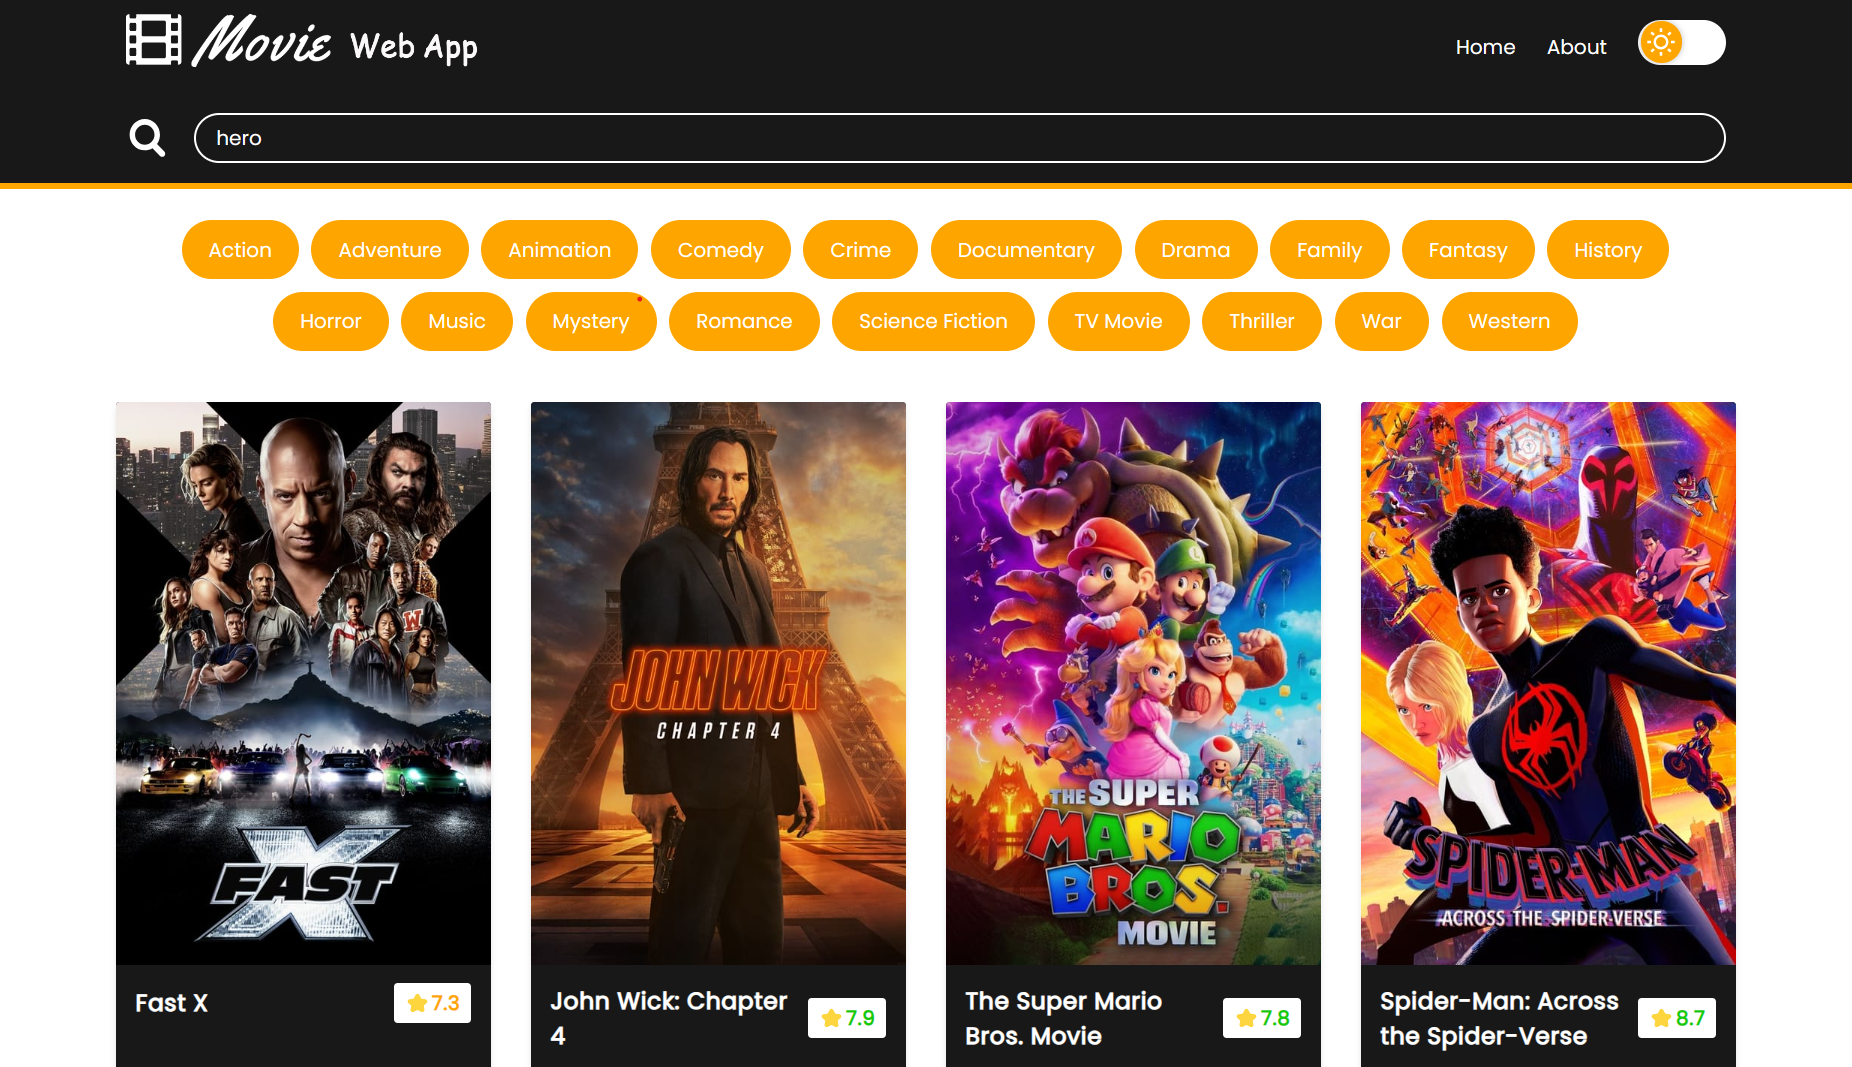 Movie Web App
Home About
hero
Action Adventure Animation Comedy Crime Documentary Drama Family Fantasy History
Horror Music Mystery Romance Science Fiction TV Movie Thriller War Western
W
FAST X
JOHN WICK
CHAPTER 4
THE SUPER
MARIO
BROS.
MOVIE
SPIDER-MAN
ACROSS THE SPIDER-VERSE
Fast X
7.3
John Wick: Chapter
4
7.9
The Super Mario
Bros. Movie
7.8
Spider-Man: Across
the Spider-Verse
8.7